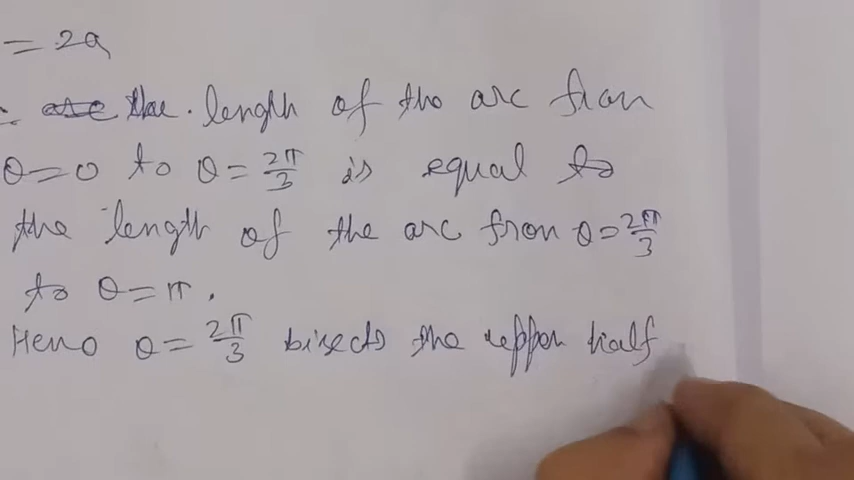 = 2a
the length of the arc from
θ = 0 to θ = 2π/3 is equal to
the length of the arc from θ = 2π/3
to θ = π.
Hence θ = 2π/3 bisects the upper half